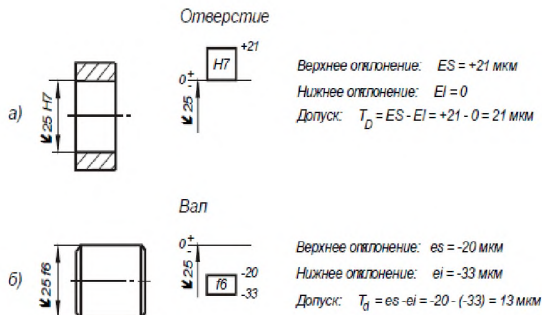 Отверстие
+21
H7
0
+
-
Верхнее отклонение: ES = +21 мкм
Нижнее отклонение: EI = 0
Допуск: T_D = ES - EI = +21 - 0 = 21 мкм
а)
25 H7
25
Вал
0
+
-
Верхнее отклонение: es = -20 мкм
-20
f6
-33
Нижнее отклонение: ei = -33 мкм
б)
25 f6
25
Допуск: T_d = es -ei = -20 - (-33) = 13 мкм